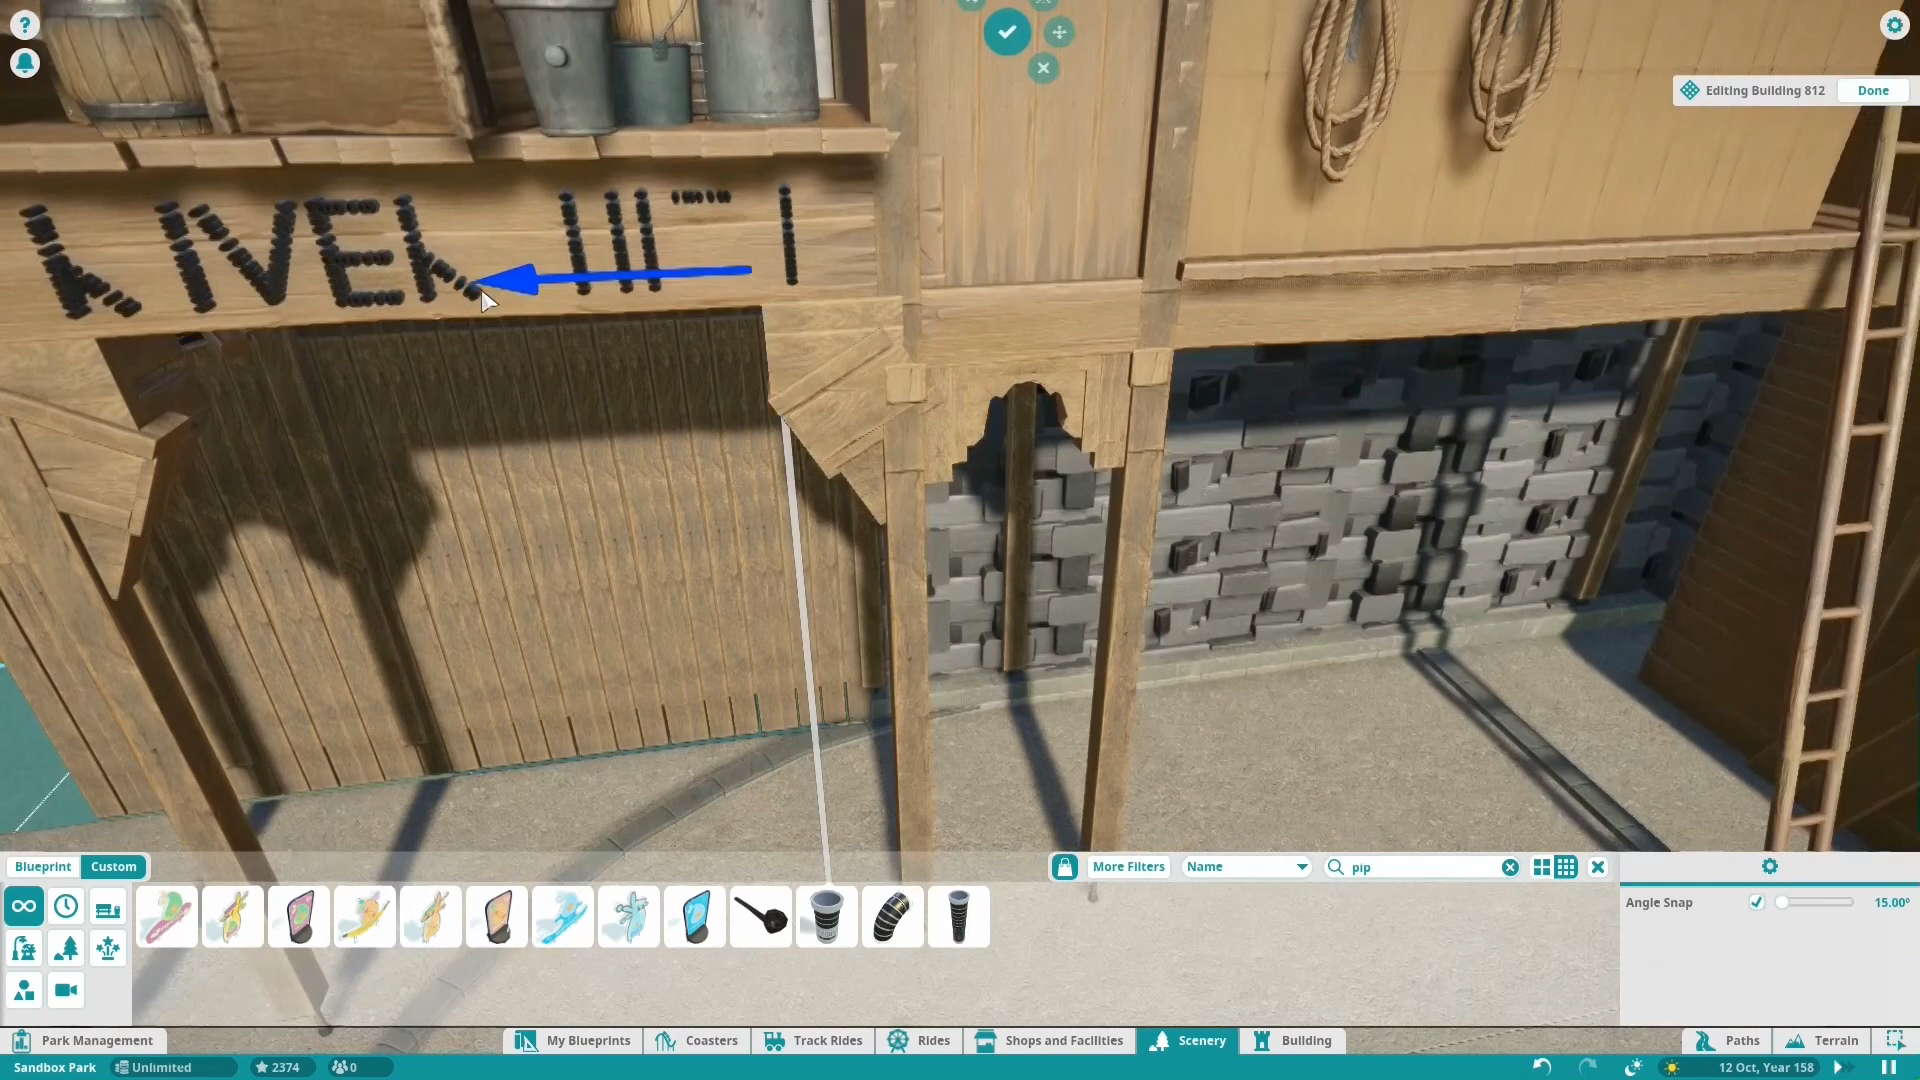 ?
Editing Building 812
Done
Blueprint
Custom
More Filters
Name
pip
Angle Snap
15.00°
Park Management
My Blueprints
Coasters
Track Rides
Rides
Shops and Facilities
Scenery
Building
Paths
Terrain
Sandbox Park
Unlimited
2374
0
12 Oct, Year 158